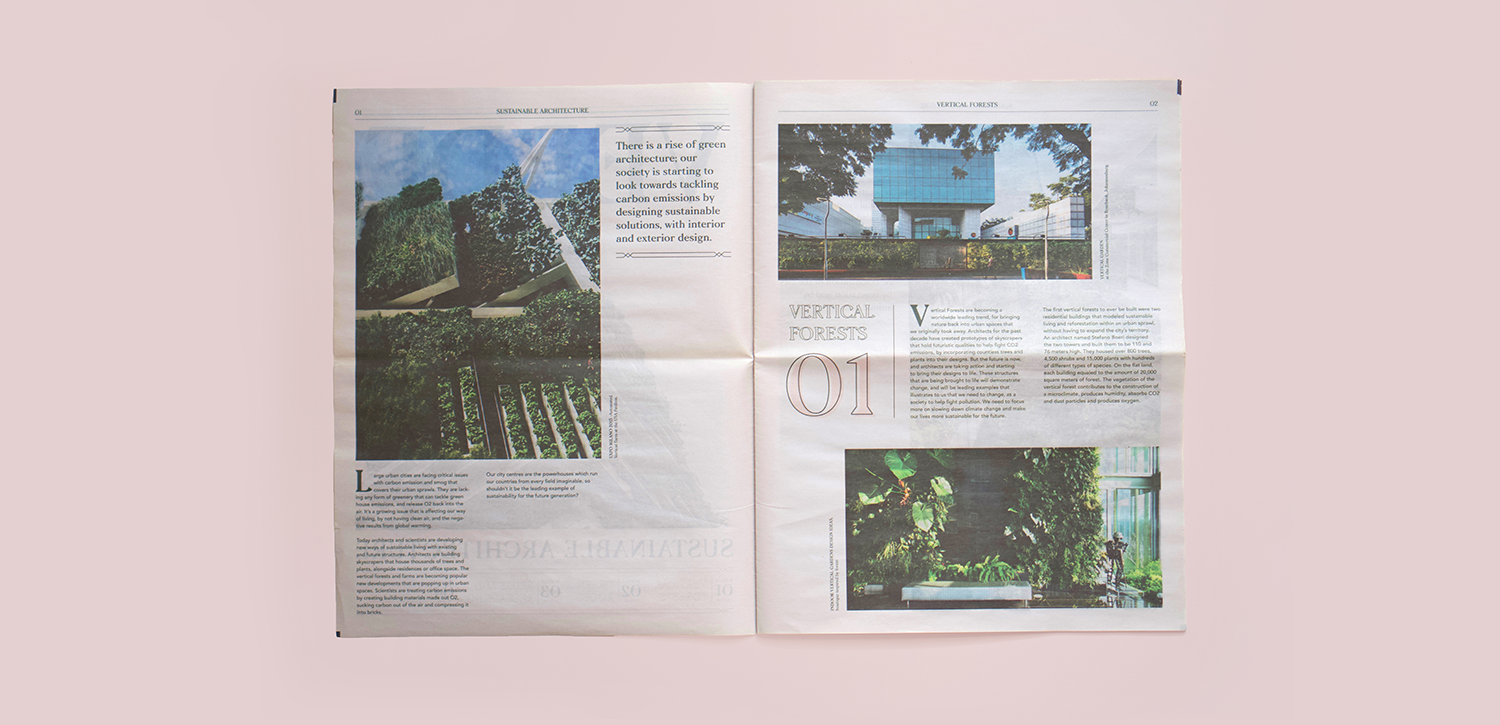 01
SUSTAINABLE ARCHITECTURE
There is a rise of green
architecture; our
society is starting to
look towards tackling
carbon emissions by
designing sustainable
solutions, with interior
and exterior design.
Large urban cities are facing critical issues
with carbon emission and smog that
covers their urban sprawls. They are lack-
ing any form of greenery that can tackle green
house emissions, and release O2 back into the
air. It's a growing issue that is affecting our way
of living, by not having clean air, and the nega-
tive results from global warming.
Today architects and scientists are developing
new ways of sustainable living with existing
and future structures. Architects are building
skyscrapers that house thousands of trees and
plants, alongside residences or office space. The
vertical forests and farms are becoming popular
new developments that are popping up in urban
spaces. Scientists are treating carbon emissions
by creating building materials made out O2,
surking carbon out of the air and compressing it
into bricks.
Our city centres are the powerhouses which run
our countries from every field imaginable, so
shouldn't it be the leading example of
sustainability for the future generation?
EXPO MILANO 2015
VERTICAL FORESTS
02
VERTICAL GARDEN
VERTICAL
FORESTS
01
Vertical Forests are becoming a
worldwide leading trend, for bringing
nature back into urban spaces that
we originally took away. Architects for the past
decade have created prototypes of skyscrapers
that hold futuristic qualities to help fight CO2
emissions, by incorporating countless trees and
plants into their designs. But the future is now,
and architects are taking action and starting
to bring their designs to life. These structures
that are being brought to life will demonstrate
change, and will be leading examples that
illustrates to us that we need to change, as a
society to help fight pollution. We need to focus
more on slowing down climate change and make
our lives more sustainable for the future.
The first vertical forests to ever be built were two
residential buildings that modeled sustainable
living and reforestation within an urban sprawl,
without having to expand the city's territory.
An architect named Stefano Boeri designed
the two towers and built them to be 110 and
76 meters high. They housed over 800 trees,
4,500 shrubs and 15,000 plants with hundreds
of different types of species. On the flat land,
each building equaled to the amount of 20,000
square meters of forest. The vegetation of the
vertical forest contributes to the construction of
a microclimate, produces humidity, absorbs CO2
and dust particles and produces oxygen.
INDOOR VERTICAL GARDENS DESIGN IDEAS,